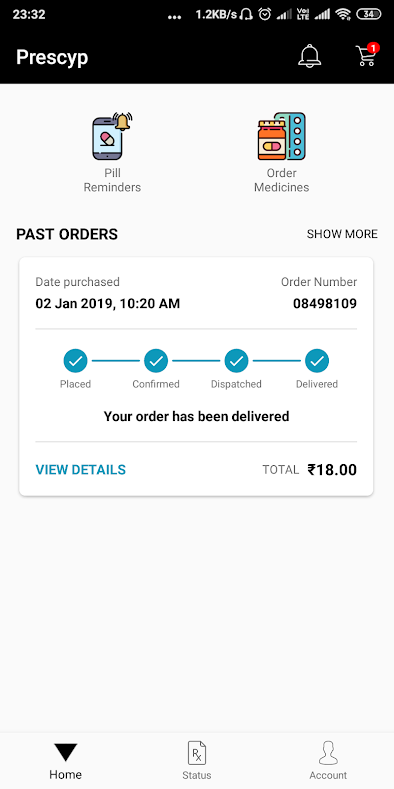 23:32 ... 1.2KB/s Vo) LTE 34
Prescyp
1
Pill
Reminders
Order
Medicines
PAST ORDERS SHOW MORE
Date purchased Order Number
02 Jan 2019, 10:20 AM 08498109
Placed Confirmed Dispatched Delivered
Your order has been delivered
VIEW DETAILS TOTAL ₹18.00
Rx
Home Status Account